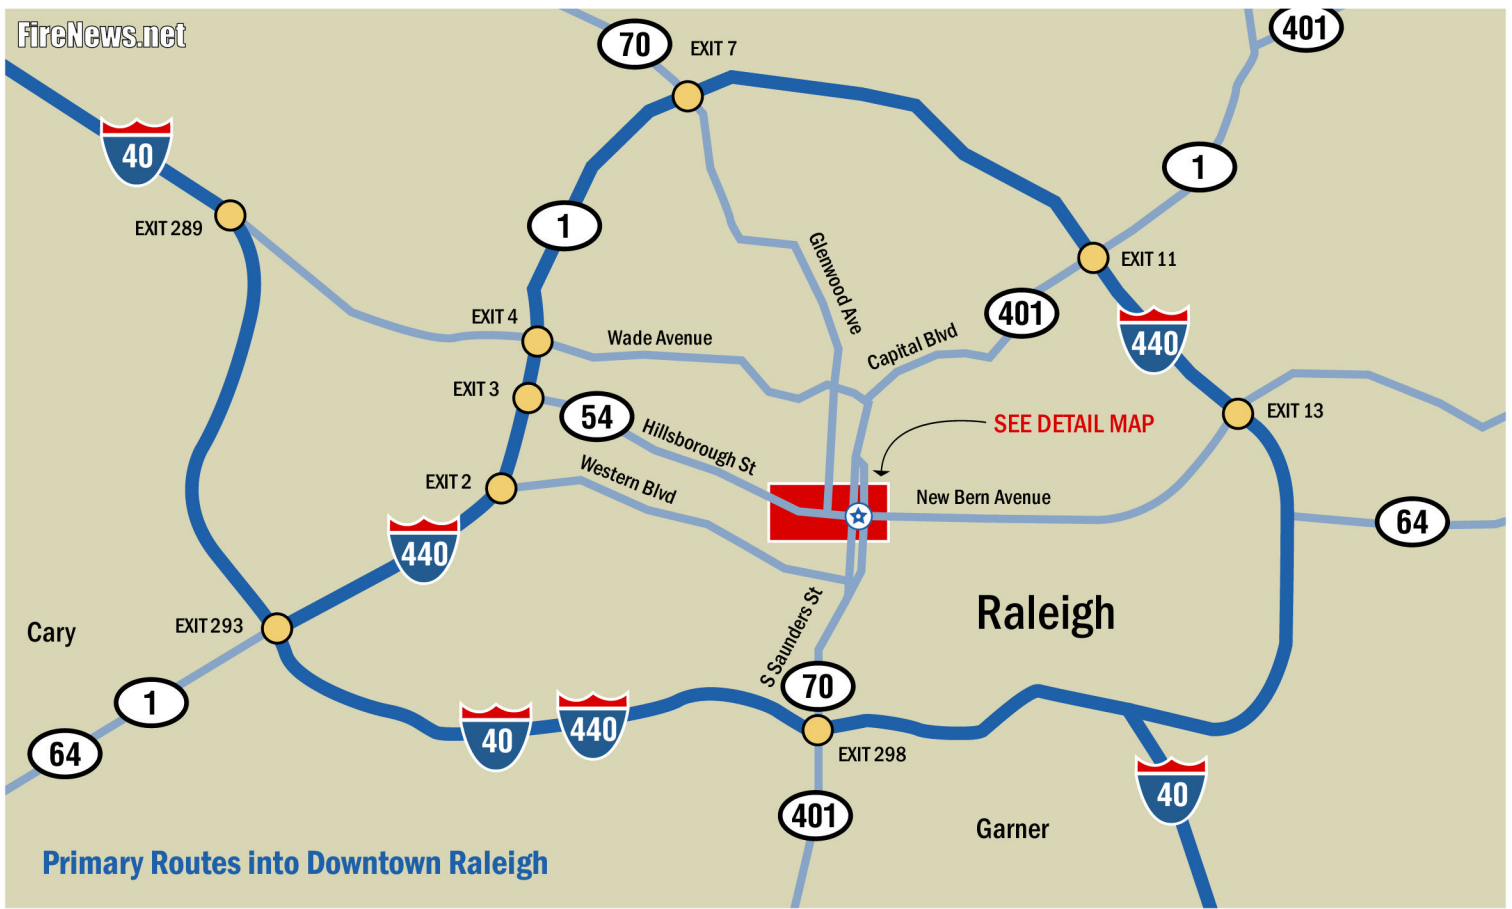 FireNews.net
70
EXIT 7
401
40
1
EXIT 289
1
Glenwood Ave
EXIT 11
EXIT 4
Wade Avenue
Capital Blvd
401
440
EXIT 3
54
Hillsborough St
SEE DETAIL MAP
EXIT 13
EXIT 2
Western Blvd
New Bern Avenue
64
440
Cary
EXIT 293
S Saunders St
Raleigh
1
70
64
40
440
EXIT 298
40
401
Garner
Primary Routes into Downtown Raleigh